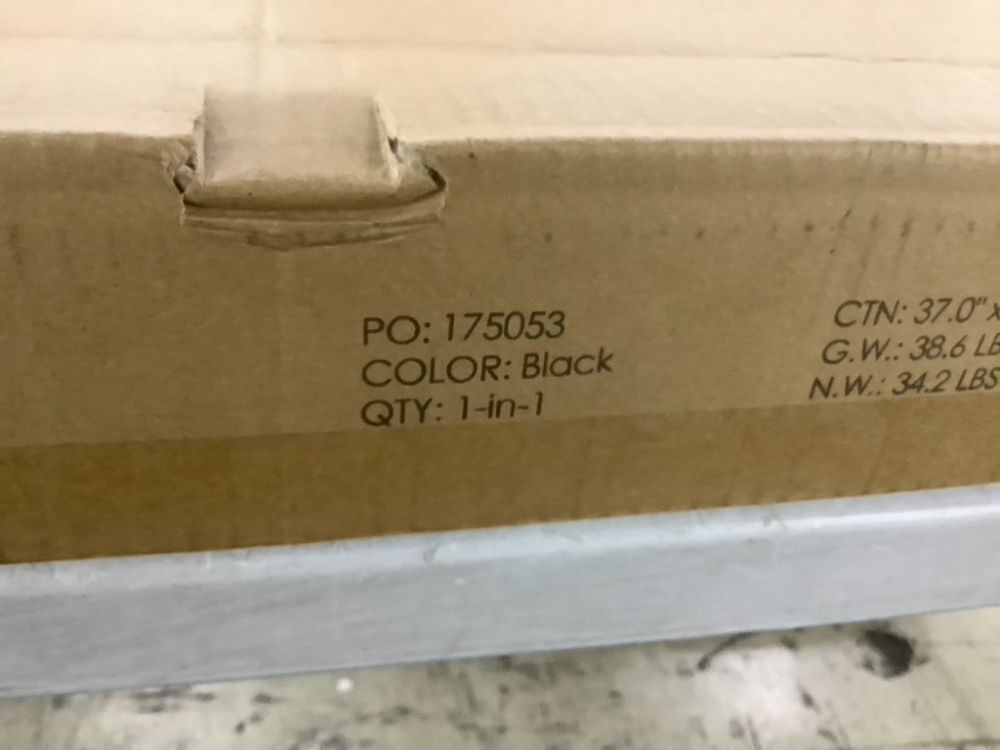 PO: 175053
COLOR: Black
QTY: 1-in-1
CTN: 37.0" x
G.W.: 38.6 LB
N.W.: 34.2 LBS